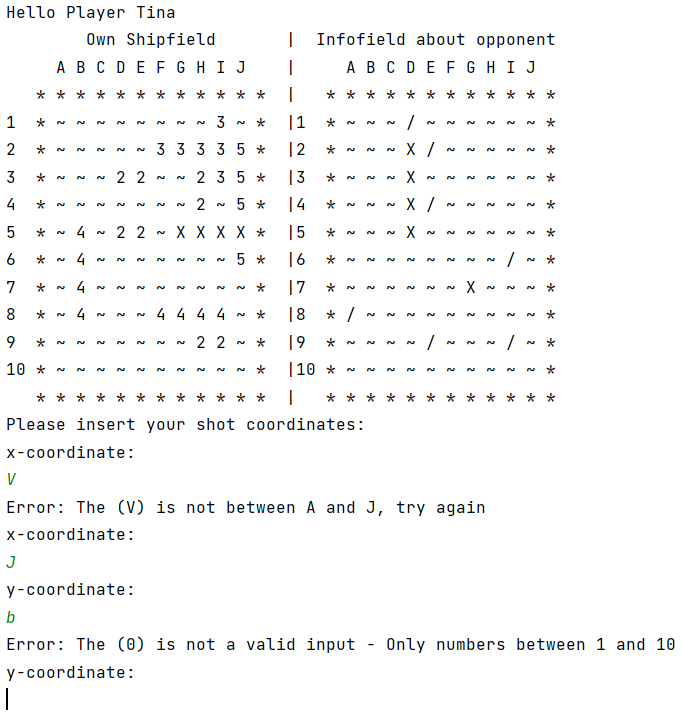 Hello Player Tina
        Own Shipfield       |  Infofield about opponent
     A B C D E F G H I J    |     A B C D E F G H I J
   * * * * * * * * * * * *  |   * * * * * * * * * * * *
1  * ~ ~ ~ ~ ~ ~ ~ ~ 3 ~ *  |1  * ~ ~ ~ / ~ ~ ~ ~ ~ ~ *
2  * ~ ~ ~ ~ ~ 3 3 3 3 5 *  |2  * ~ ~ ~ X / ~ ~ ~ ~ ~ *
3  * ~ ~ ~ 2 2 ~ ~ 2 3 5 *  |3  * ~ ~ ~ X ~ ~ ~ ~ ~ ~ *
4  * ~ ~ ~ ~ ~ ~ ~ 2 ~ 5 *  |4  * ~ ~ ~ X / ~ ~ ~ ~ ~ *
5  * ~ 4 ~ 2 2 ~ X X X X *  |5  * ~ ~ ~ X ~ ~ ~ ~ ~ ~ *
6  * ~ 4 ~ ~ ~ ~ ~ ~ ~ 5 *  |6  * ~ ~ ~ ~ ~ ~ ~ ~ / ~ *
7  * ~ 4 ~ ~ ~ ~ ~ ~ ~ ~ *  |7  * ~ ~ ~ ~ ~ ~ X ~ ~ ~ *
8  * ~ 4 ~ ~ ~ 4 4 4 4 ~ *  |8  * / ~ ~ ~ ~ ~ ~ ~ ~ ~ *
9  * ~ ~ ~ ~ ~ ~ ~ 2 2 ~ *  |9  * ~ ~ ~ ~ / ~ ~ ~ / ~ *
10 * ~ ~ ~ ~ ~ ~ ~ ~ ~ ~ *  |10 * ~ ~ ~ ~ ~ ~ ~ ~ ~ ~ *
   * * * * * * * * * * * *  |   * * * * * * * * * * * *
Please insert your shot coordinates:
x-coordinate:
V
Error: The (V) is not between A and J, try again
x-coordinate:
J
y-coordinate:
b
Error: The (0) is not a valid input - Only numbers between 1 and 10
y-coordinate: